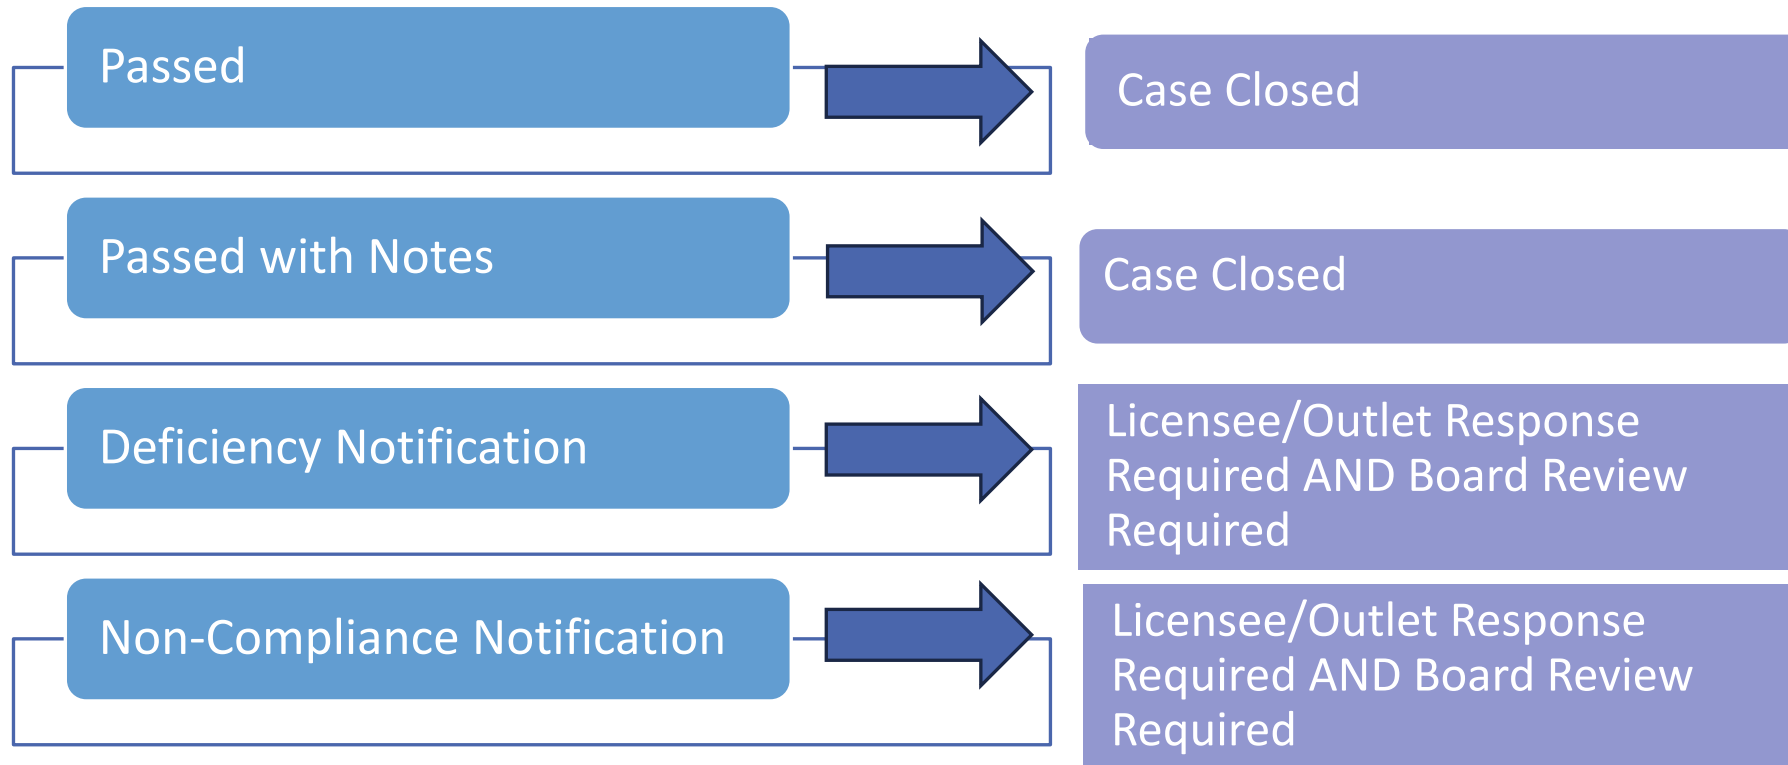 Passed
Case Closed
Passed with Notes
Case Closed
Deficiency Notification
Licensee/Outlet Response
Required AND Board Review
Required
Non-Compliance Notification
Licensee/Outlet Response
Required AND Board Review
Required